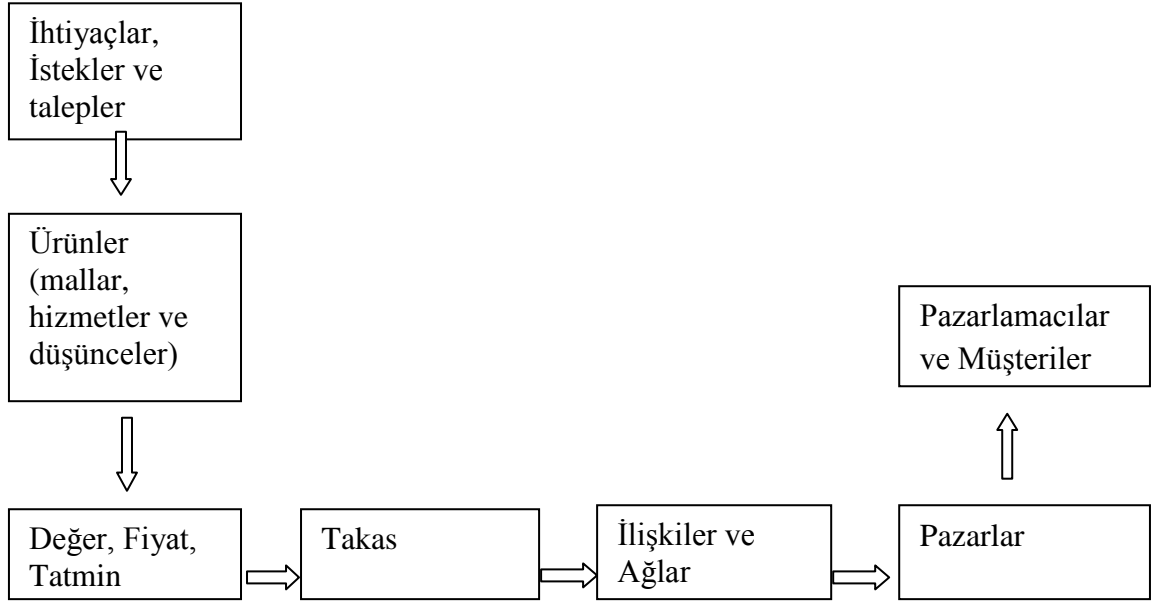 İhtiyaçlar,
İstekler ve
talepler
Ürünler
(mallar,
hizmetler ve
düşünceler)
Değer, Fiyat,
Tatmin
Takas
İlişkiler ve
Ağlar
Pazarlar
Pazarlamacılar
ve Müşteriler